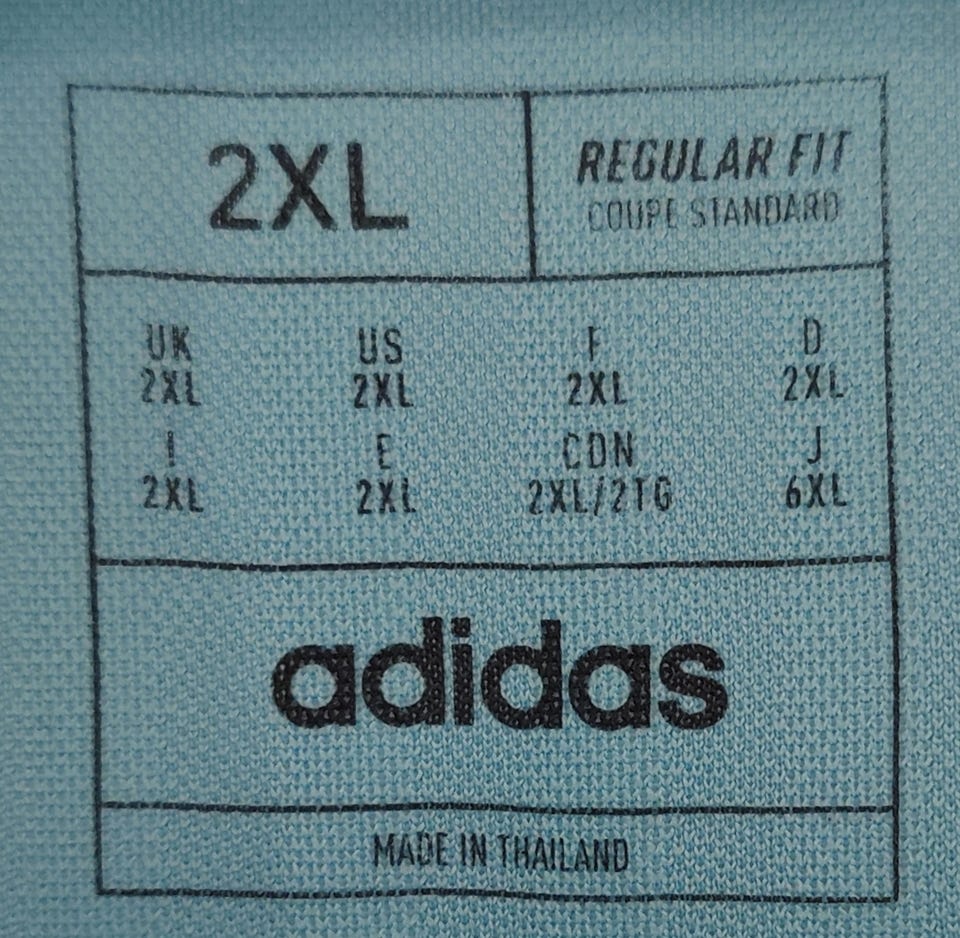 2XL
REGULAR FIT
COUPE STANDARD
UK US F D
2XL 2XL 2XL 2XL
I E CDN J
2XL 2XL 2XL/2TG 6XL
adidas
MADE IN THAILAND